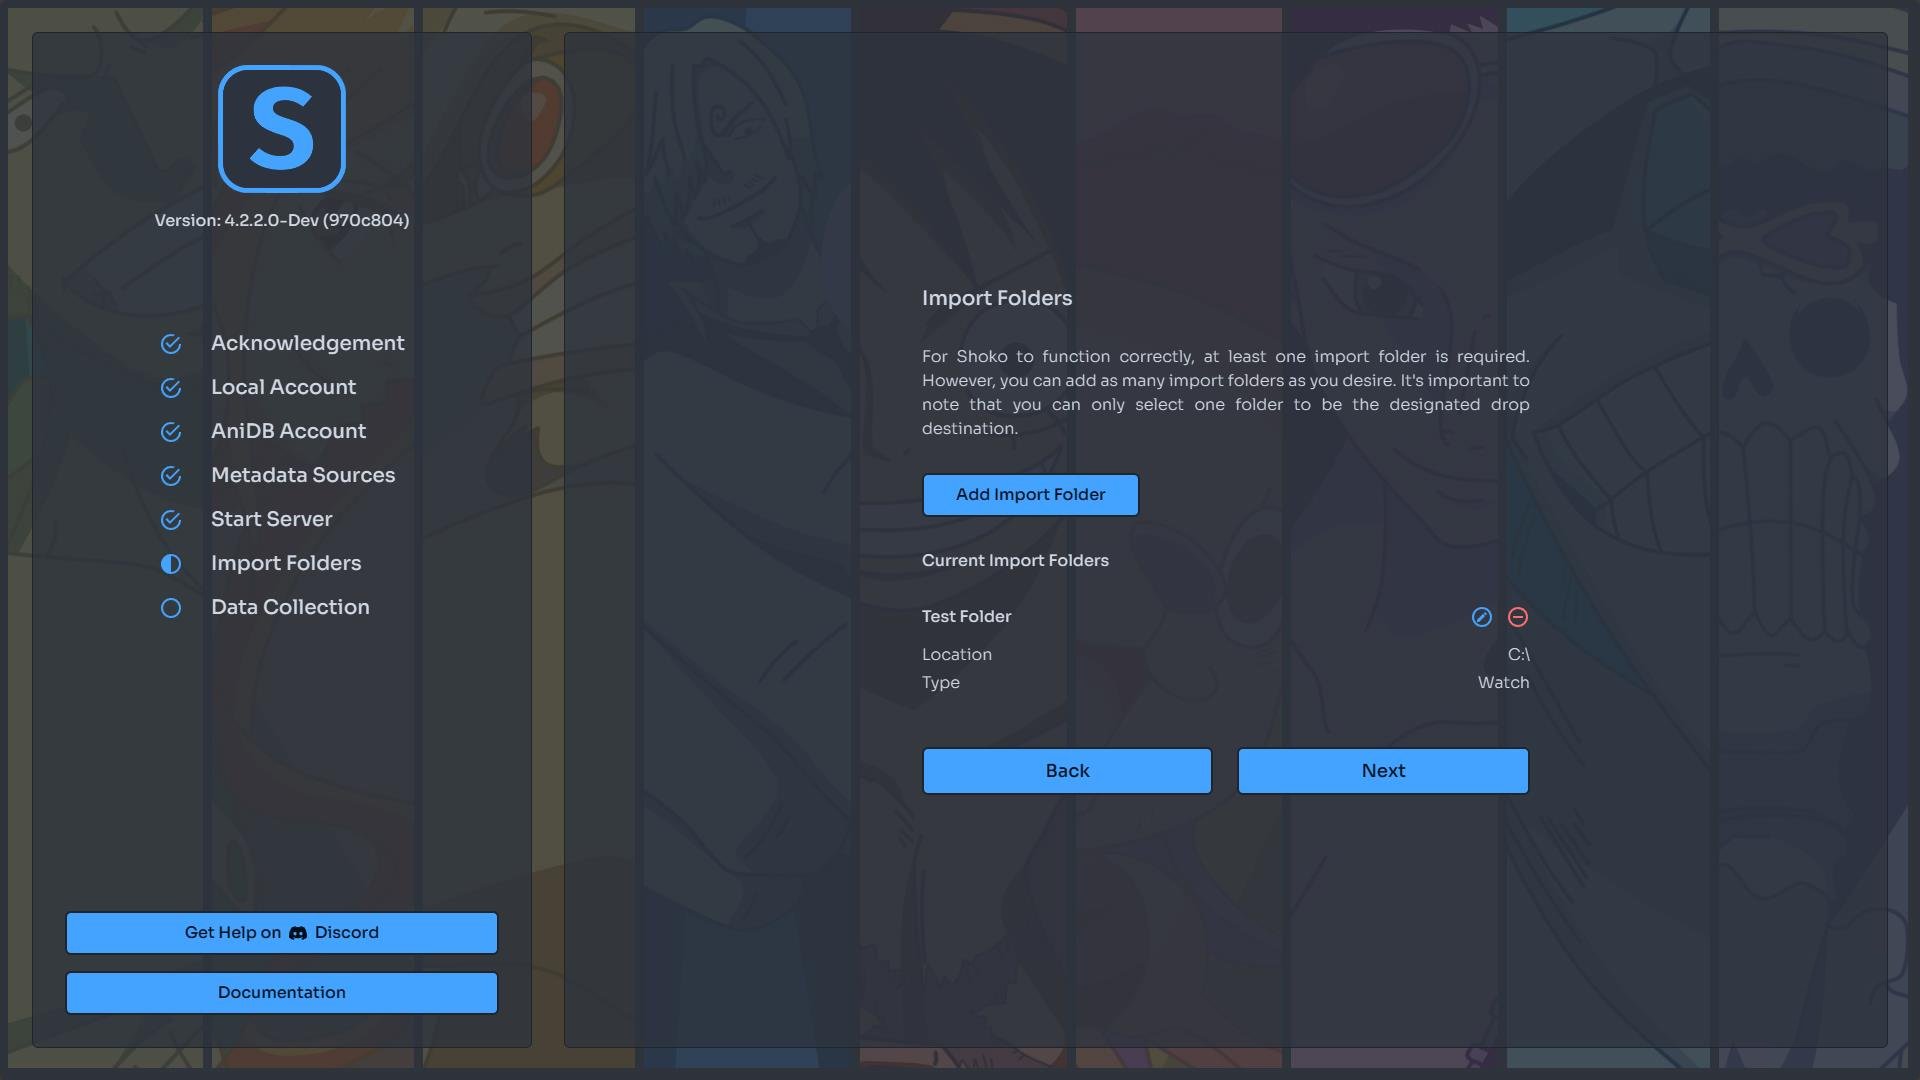 S
Version: 4.2.2.0-Dev (970c804)
Acknowledgement
Local Account
AniDB Account
Metadata Sources
Start Server
Import Folders
Data Collection
Get Help on Discord
Documentation
Import Folders
For Shoko to function correctly, at least one import folder is required.
However, you can add as many import folders as you desire. It's important to
note that you can only select one folder to be the designated drop
destination.
Add Import Folder
Current Import Folders
Test Folder
Location C:\
Type Watch
Back Next